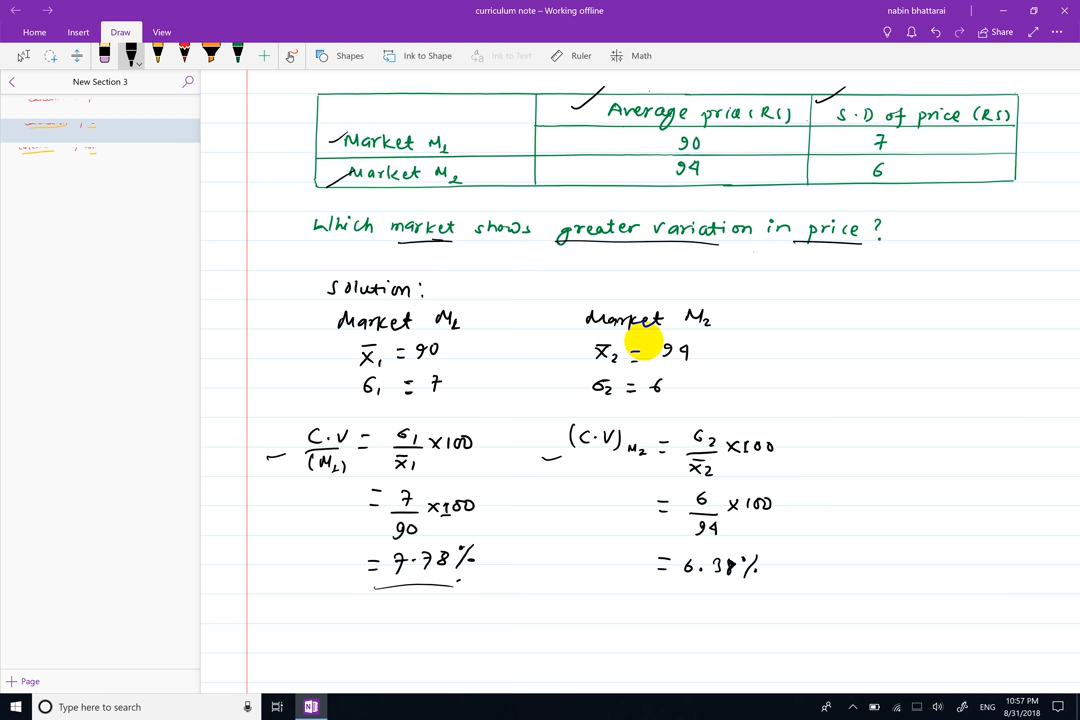 curriculum note – Working offline
nabin bhattarai
Home Insert Draw View
Share
Shapes Ink to Shape Ink to Text Ruler Math
New Section 3
Average price (RS) S.D of price (RS)
Market M1 90 7
Market M2 94 6
Which market shows greater variation in price ?
Solution:
Market M1 Market M2
x̄₁ = 90 x̄₂ = 94
σ₁ = 7 σ₂ = 6
C.V (M1) = σ₁/x̄₁ × 100 (C.V) M2 = σ₂/x̄₂ × 100
= 7/90 × 100 = 6/94 × 100
= 7.78% = 6.38%
+ Page
Type here to search
ENG
10:57 PM
8/31/2018